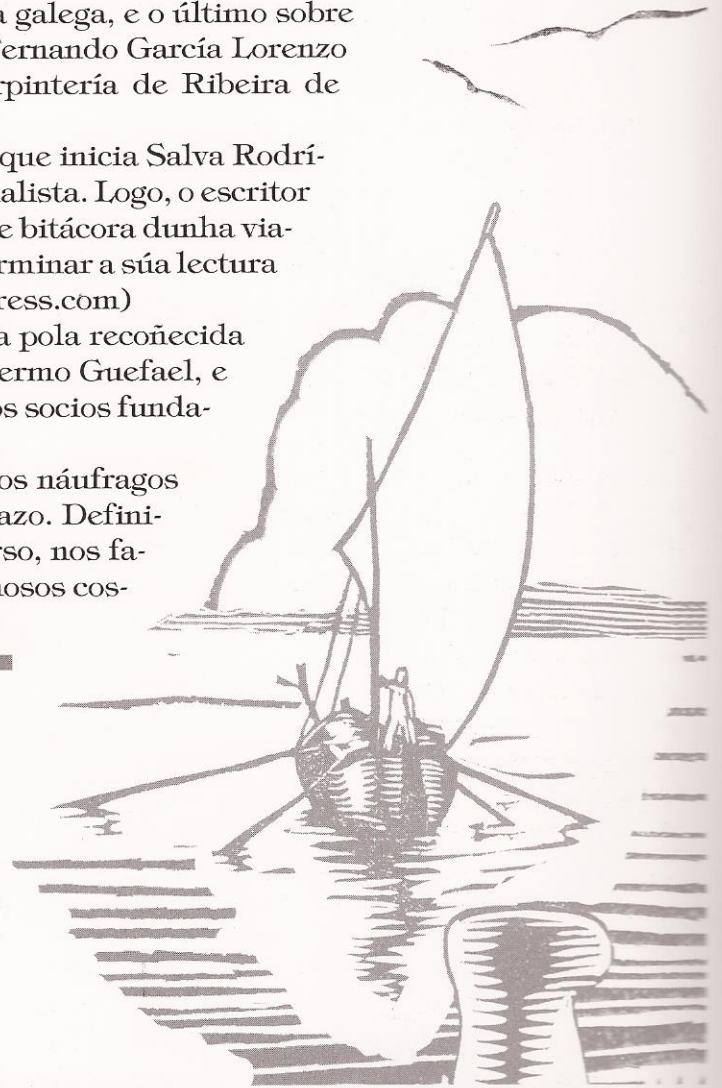 a galega, e o último sobre
Fernando García Lorenzo
rpintería de Ribeira de
que inicia Salva Rodrí-
alista. Logo, o escritor
e bitácora dunha via-
rminar a súa lectura
ress.com)
a pola recoñecida
ermo Guefael, e
os socios funda-
os náufragos
azo. Defini-
rso, nos fa-
nosos cos-